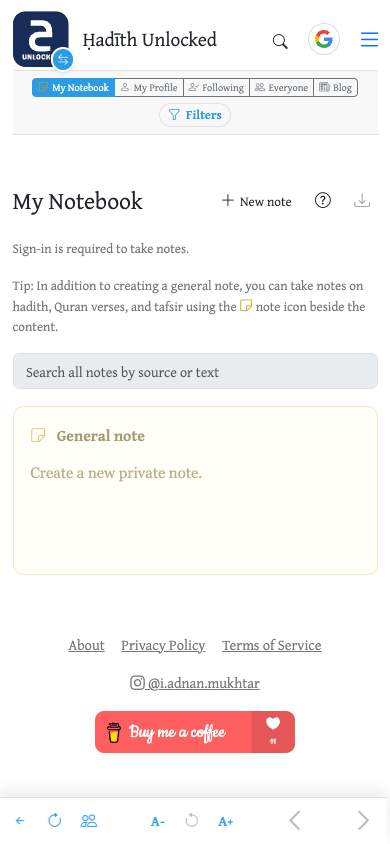 UNLOCK
Ḥadīth Unlocked
My Notebook
My Profile
Following
Everyone
Blog
Filters
My Notebook
New note
Sign-in is required to take notes.
Tip: In addition to creating a general note, you can take notes on
hadith, Quran verses, and tafsir using the note icon beside the
content.
Search all notes by source or text
General note
Create a new private note.
About
Privacy Policy
Terms of Service
@i.adnan.mukhtar
Buy me a coffee
A-
A+